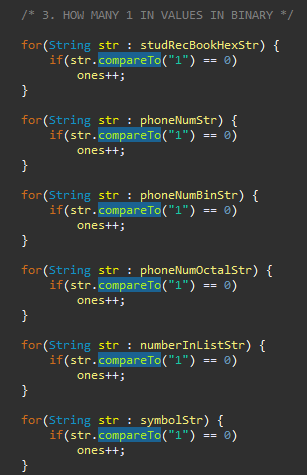 /* 3. HOW MANY 1 IN VALUES IN BINARY */
for(String str : studRecBookHexStr) {
if(str.compareTo("1") == 0)
ones++;
}
for(String str : phoneNumStr) {
if(str.compareTo("1") == 0)
ones++;
}
for(String str : phoneNumBinStr) {
if(str.compareTo("1") == 0)
ones++;
}
for(String str : phoneNumOctalStr) {
if(str.compareTo("1") == 0)
ones++;
}
for(String str : numberInListStr) {
if(str.compareTo("1") == 0)
ones++;
}
for(String str : symbolStr) {
if(str.compareTo("1") == 0)
ones++;
}